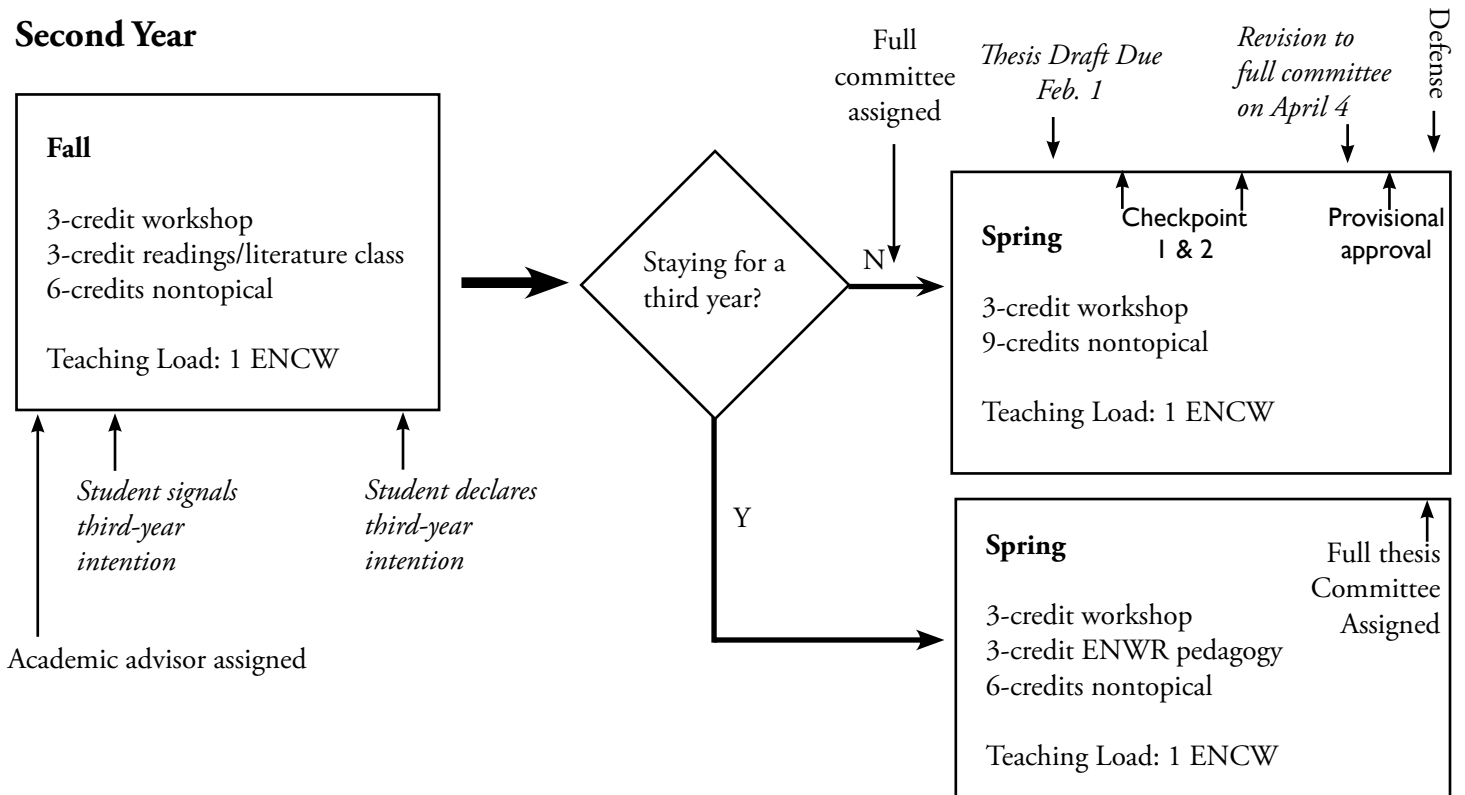 Second Year
Fall
3-credit workshop
3-credit readings/literature class
6-credits nontopical
Teaching Load: 1 ENCW
Student signals
third-year
intention
Student declares
third-year
intention
Academic advisor assigned
Staying for a
third year?
N
Y
Full
committee
assigned
Thesis Draft Due
Feb. 1
Revision to
full committee
on April 4
Defense
Checkpoint
1 & 2
Provisional
approval
Spring
3-credit workshop
9-credits nontopical
Teaching Load: 1 ENCW
Spring
3-credit workshop
3-credit ENWR pedagogy
6-credits nontopical
Teaching Load: 1 ENCW
Full thesis
Committee
Assigned